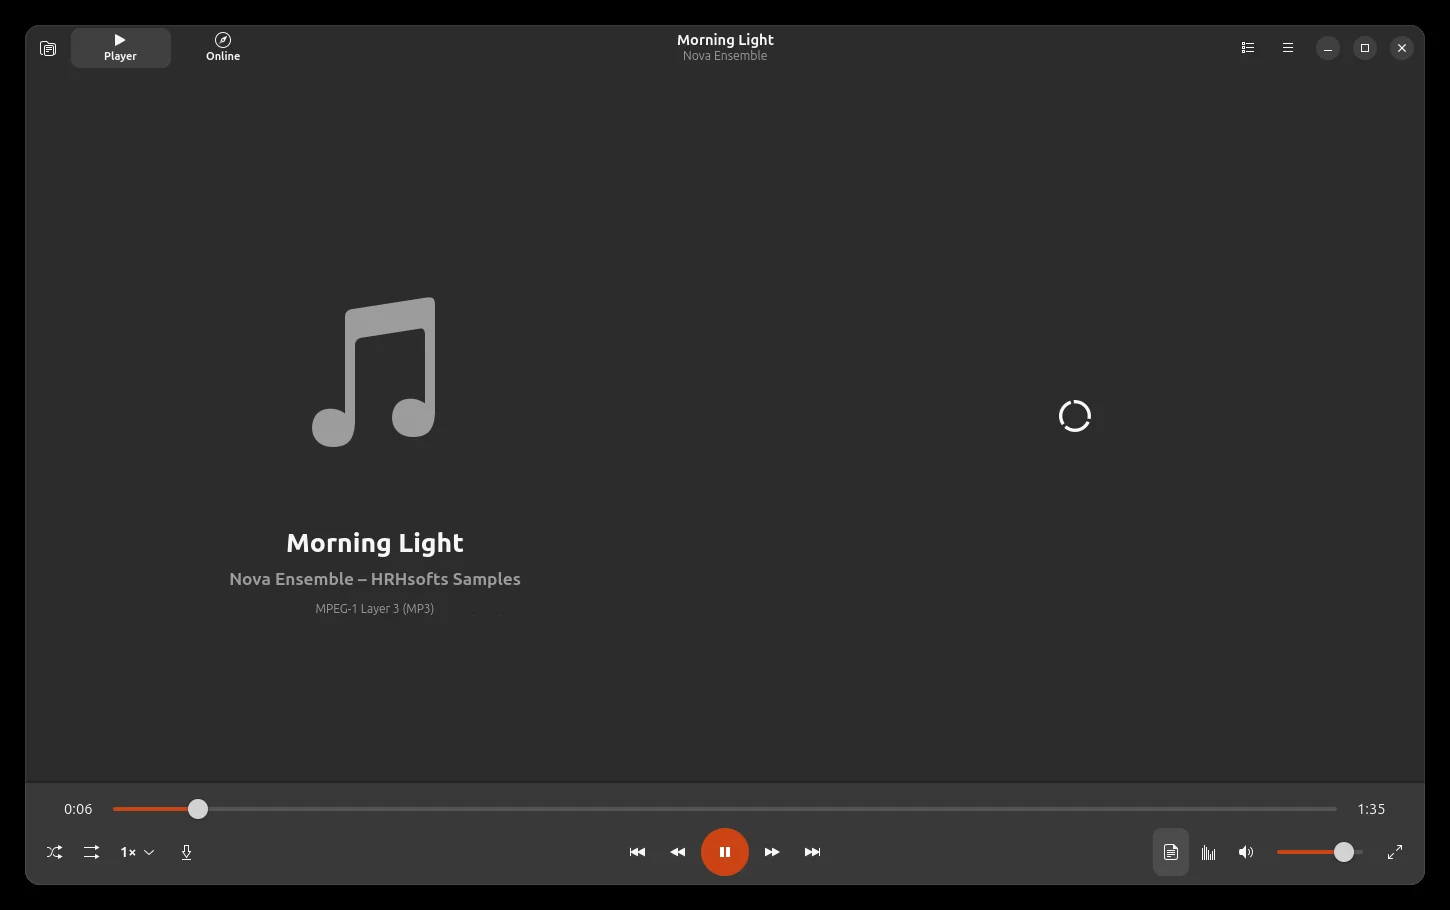 Player
Online
Morning Light
Nova Ensemble
Morning Light
Nova Ensemble – HRHsofts Samples
MPEG-1 Layer 3 (MP3)
0:06
1:35
1×